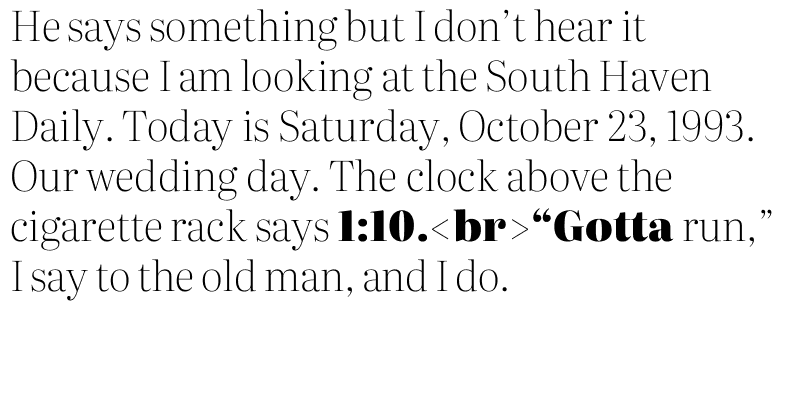 He says something but I don’t hear it
because I am looking at the South Haven
Daily. Today is Saturday, October 23, 1993.
Our wedding day. The clock above the
cigarette rack says 1:10.<br>“Gotta run,”
I say to the old man, and I do.